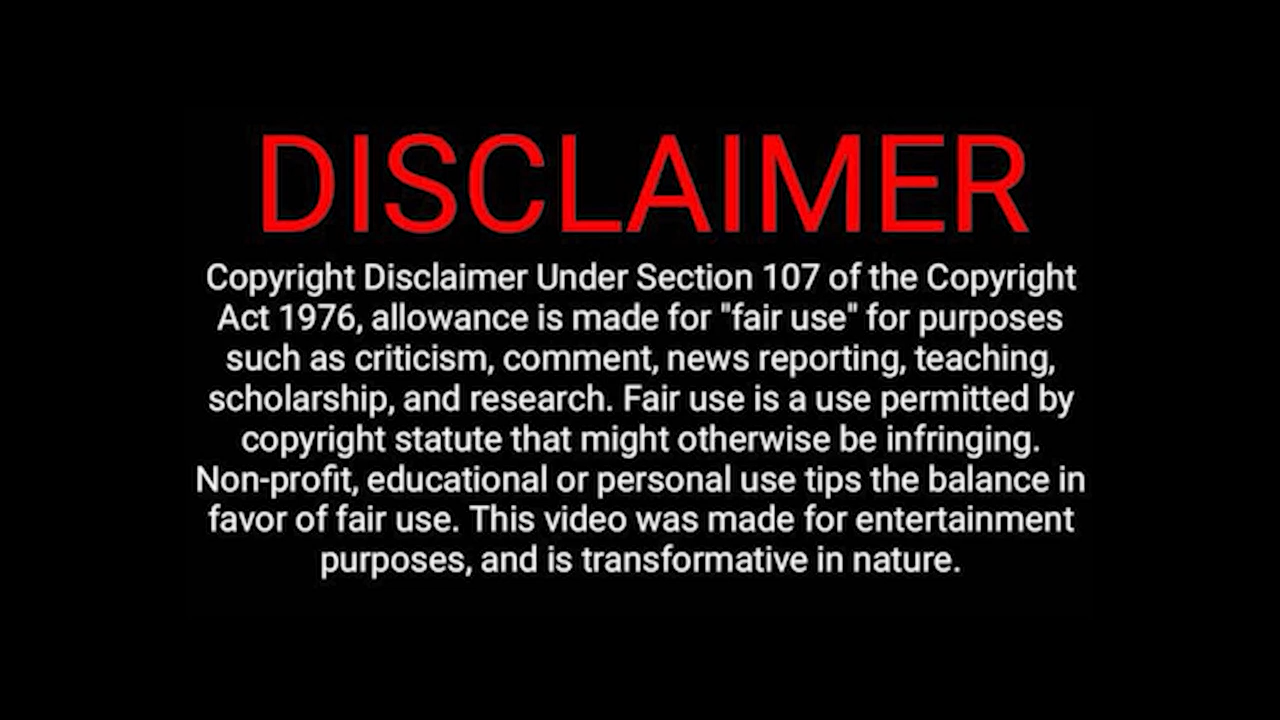 DISCLAIMER
Copyright Disclaimer Under Section 107 of the Copyright
Act 1976, allowance is made for "fair use" for purposes
such as criticism, comment, news reporting, teaching,
scholarship, and research. Fair use is a use permitted by
copyright statute that might otherwise be infringing.
Non-profit, educational or personal use tips the balance in
favor of fair use. This video was made for entertainment
purposes, and is transformative in nature.